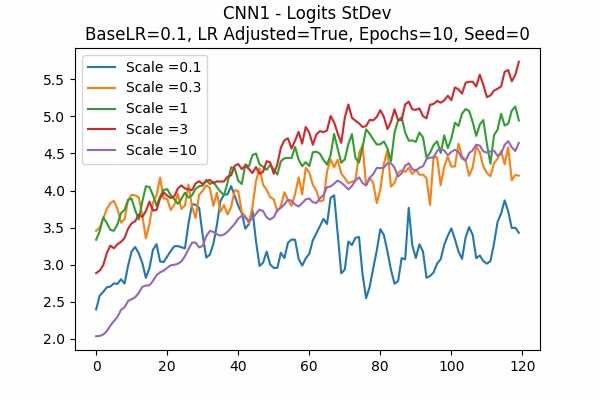 CNN1 - Logits StDev
BaseLR=0.1, LR Adjusted=True, Epochs=10, Seed=0
Scale =0.1
Scale =0.3
Scale =1
Scale =3
Scale =10
5.5
5.0
4.5
4.0
3.5
3.0
2.5
2.0
0 20 40 60 80 100 120